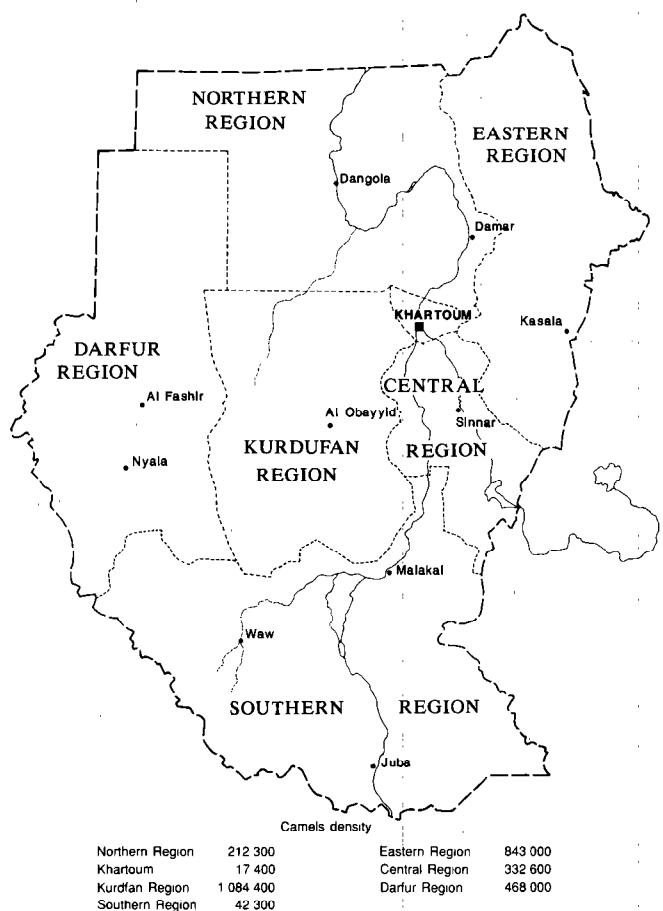 NORTHERN
REGION
EASTERN
REGION
Dangola
Damar
KHARTOUM
Kasala
DARFUR
REGION
CENTRAL
Al Fashir
Al Obayyid
Sinnar
KURDUFAN
REGION
REGION
Nyala
Malakal
Waw
SOUTHERN
REGION
Juba
Camels density
Northern Region 212 300
Khartoum 17 400
Kurdfan Region 1 084 400
Southern Region 42 300
Eastern Region 843 000
Central Region 332 600
Darfur Region 468 000